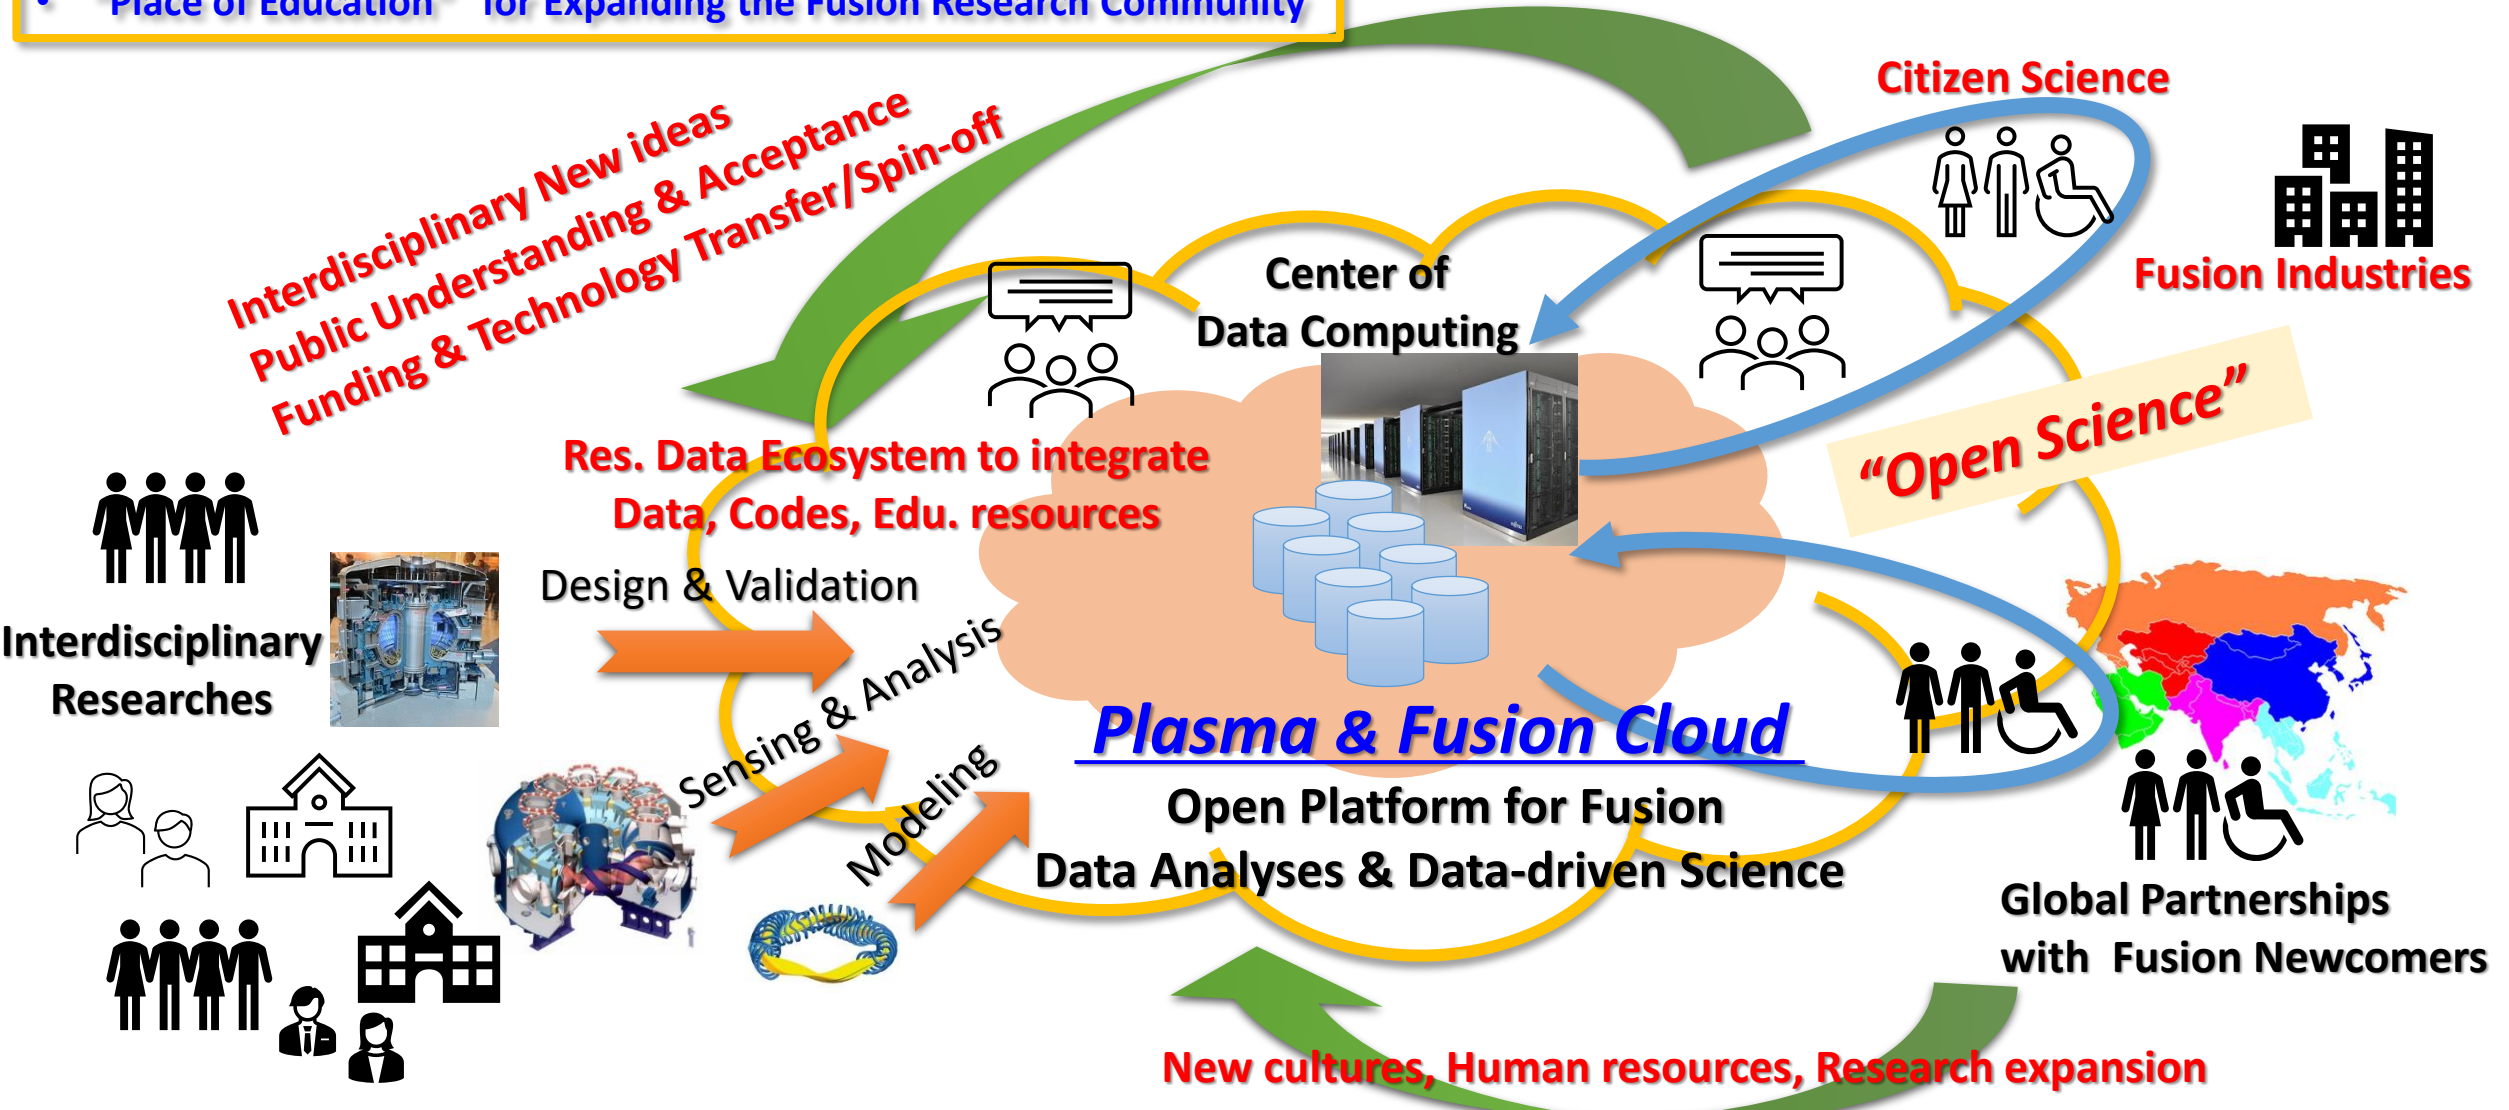 • “Place of Education” for Expanding the Fusion Research Community
Citizen Science
Fusion Industries
Interdisciplinary New ideas
Public Understanding & Acceptance
Funding & Technology Transfer/Spin-off
Center of
Data Computing
“Open Science”
Res. Data Ecosystem to integrate
Data, Codes, Edu. resources
Design & Validation
Interdisciplinary
Researches
Sensing & Analysis
Modeling
Plasma & Fusion Cloud
Open Platform for Fusion
Data Analyses & Data-driven Science
Global Partnerships
with Fusion Newcomers
New cultures, Human resources, Research expansion